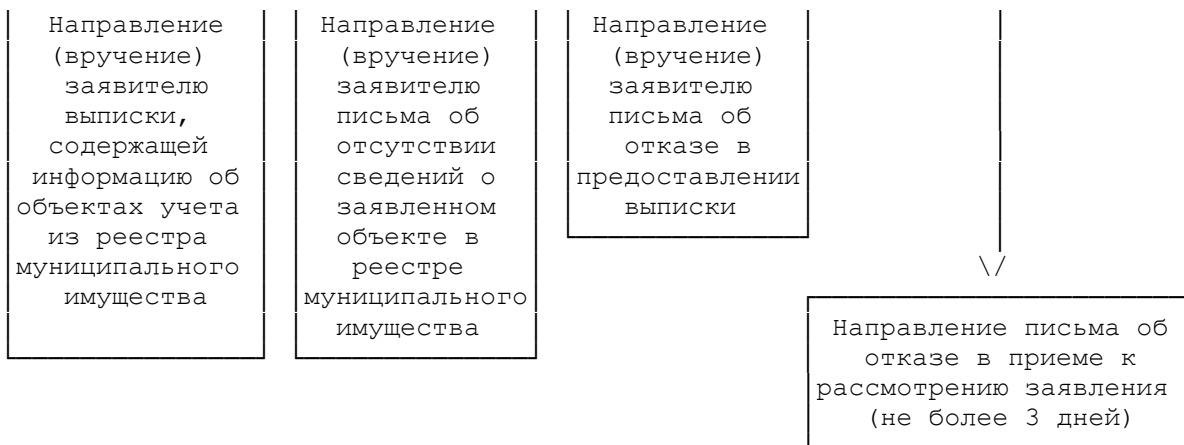 Направление
(вручение)
заявителю
выписки,
содержащей
информацию об
объектах учета
из реестра
муниципального
имущества
Направление
(вручение)
заявителю
письма об
отсутствии
сведений о
заявленном
объекте в
реестре
муниципального
имущества
Направление
(вручение)
заявителю
письма об
отказе в
предоставлении
выписки
\/
Направление письма об
отказе в приеме к
рассмотрению заявления
(не более 3 дней)